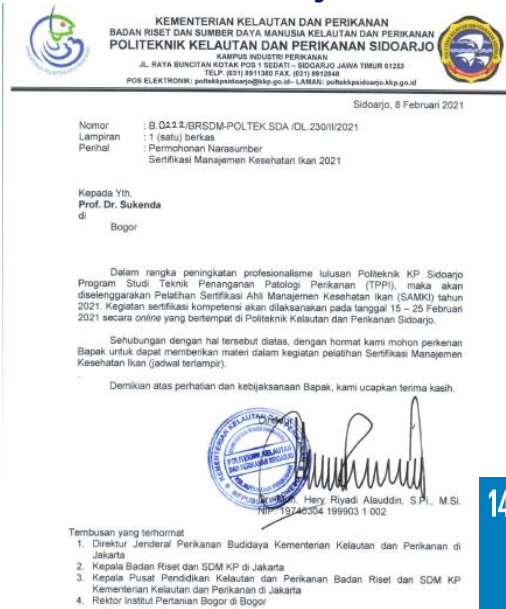 KEMENTERIAN KELAUTAN DAN PERIKANAN
BADAN RISET DAN SUMBER DAYA MANUSIA KELAUTAN DAN PERIKANAN
POLITEKNIK KELAUTAN DAN PERIKANAN SIDOARJO
KAMPUS INDUSTRI PERIKANAN
JL. RAYA BUNCITAN KOTAK POS 1 SEDATI – SIDOARJO JAWA TIMUR 61253
TELP. (031) 8911380 FAX. (031) 8912848
POS ELEKTRONIK: poltekkpsidoarjo@kkp.go.id– LAMAN: poltekkpsidoarjo.kkp.go.id
Sidoarjo, 8 Februari 2021
Nomor : B.0222/BRSDM-POLTEK.SDA /DL.230/II/2021
Lampiran : 1 (satu) berkas
Perihal : Permohonan Narasumber
Sertifikasi Manajemen Kesehatan Ikan 2021
Kepada Yth.
Prof. Dr. Sukenda
di
Bogor
Dalam rangka peningkatan profesionalisme lulusan Politeknik KP Sidoarjo
Program Studi Teknik Penanganan Patologi Perikanan (TPPI), maka akan
diselenggarakan Pelatihan Sertifikasi Ahli Manajemen Kesehatan Ikan (SAMKI) tahun
2021. Kegiatan sertifikasi kompetensi akan dilaksanakan pada tanggal 15 – 25 Februari
2021 secara online yang bertempat di Politeknik Kelautan dan Perikanan Sidoarjo.
Sehubungan dengan hal tersebut diatas, dengan hormat kami mohon perkenan
Bapak untuk dapat memberikan materi dalam kegiatan pelatihan Sertifikasi Manajemen
Kesehatan Ikan (jadwal terlampir).
Demikian atas perhatian dan kebijaksanaan Bapak, kami ucapkan terima kasih.
POLITEKNIK KELAUTAN
DAN PERIKANAN SIDOARJO
Hery Riyadi Alauddin, S.Pi., M.Si.
NIP. 19740304 199903 1 002
14
Tembusan yang terhormat
1. Direktur Jenderal Perikanan Budidaya Kementerian Kelautan dan Perikanan di
Jakarta
2. Kepala Badan Riset dan SDM KP di Jakarta
3. Kepala Pusat Pendidikan Kelautan dan Perikanan Badan Riset dan SDM KP
Kementerian Kelautan dan Perikanan di Jakarta
4. Rektor Institut Pertanian Bogor di Bogor